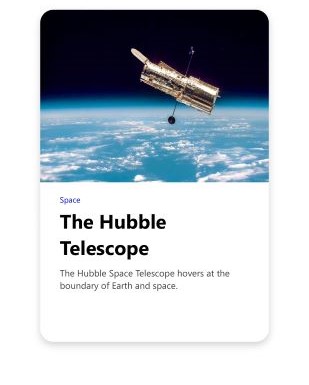 Space
The Hubble
Telescope
The Hubble Space Telescope hovers at the
boundary of Earth and space.